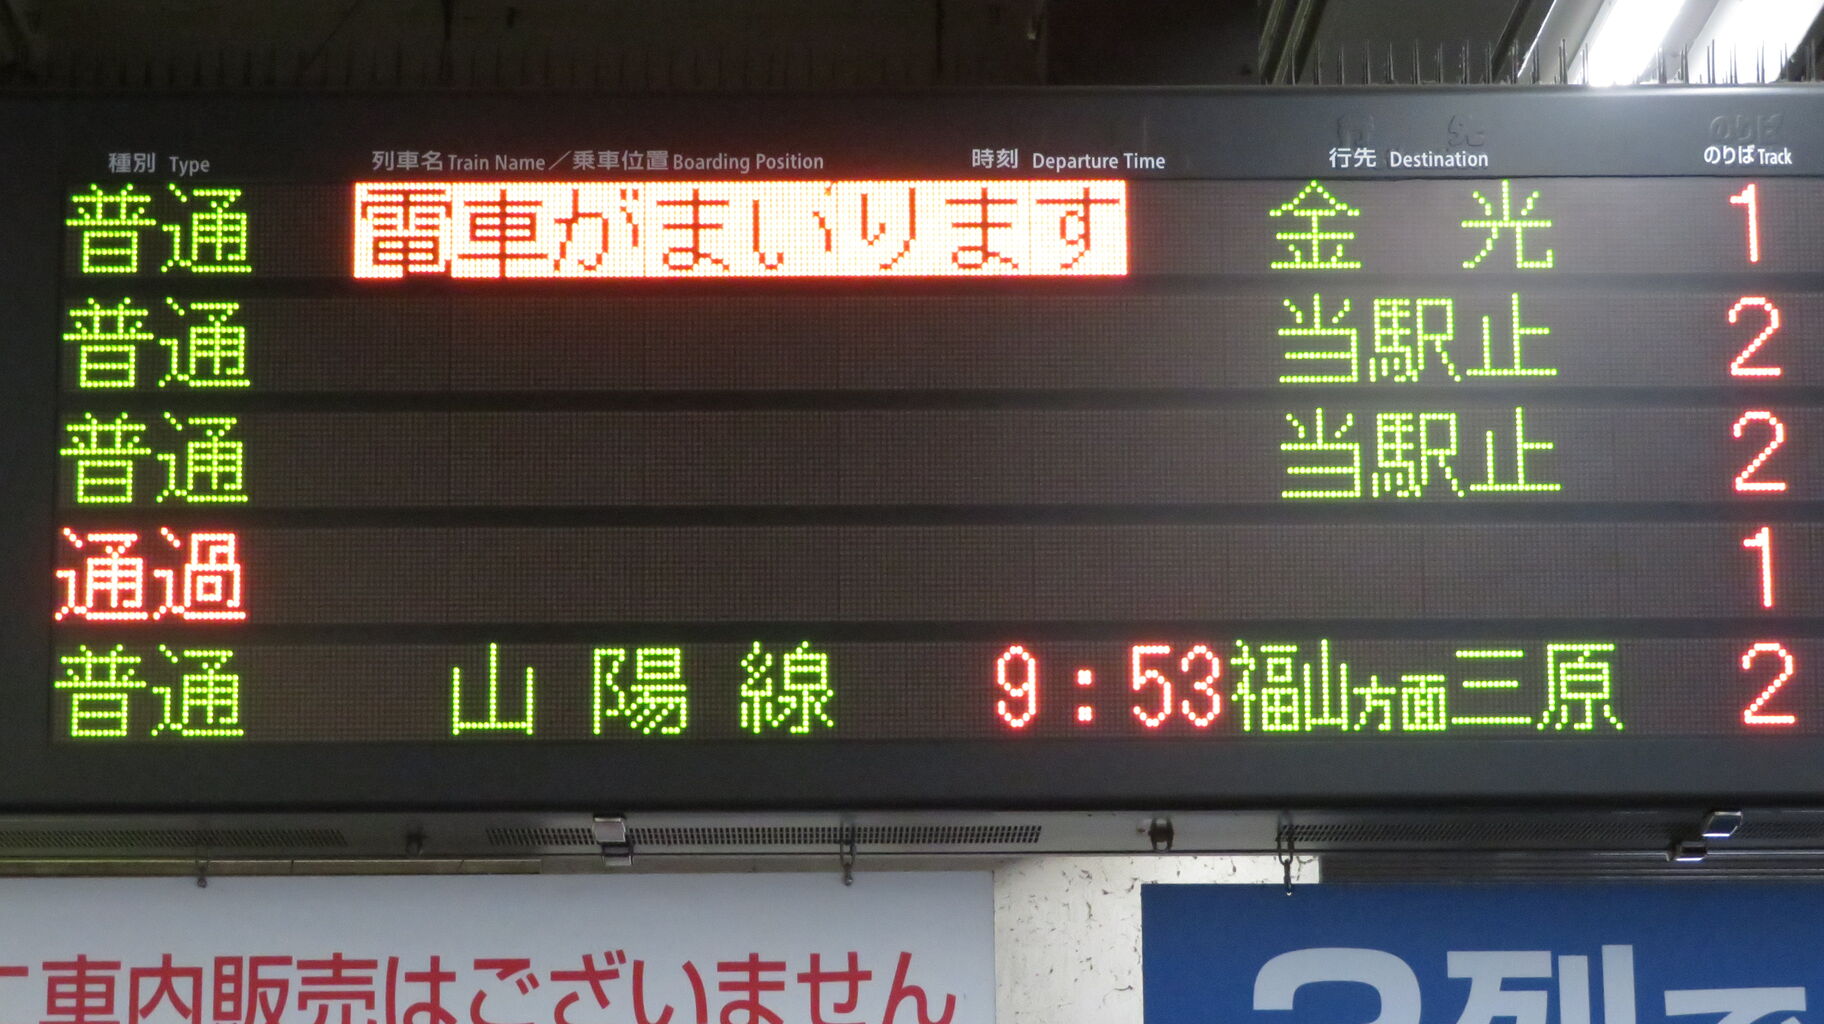 種別 Type 列車名 Train Name／乗車位置 Boarding Position 時刻 Departure Time 行先 Destination のりば Track
普通 電車がまいります 金光 1
普通 当駅止 2
普通 当駅止 2
通過 1
普通 山陽線 9:53 福山方面三原 2
車内販売はございません
3列で